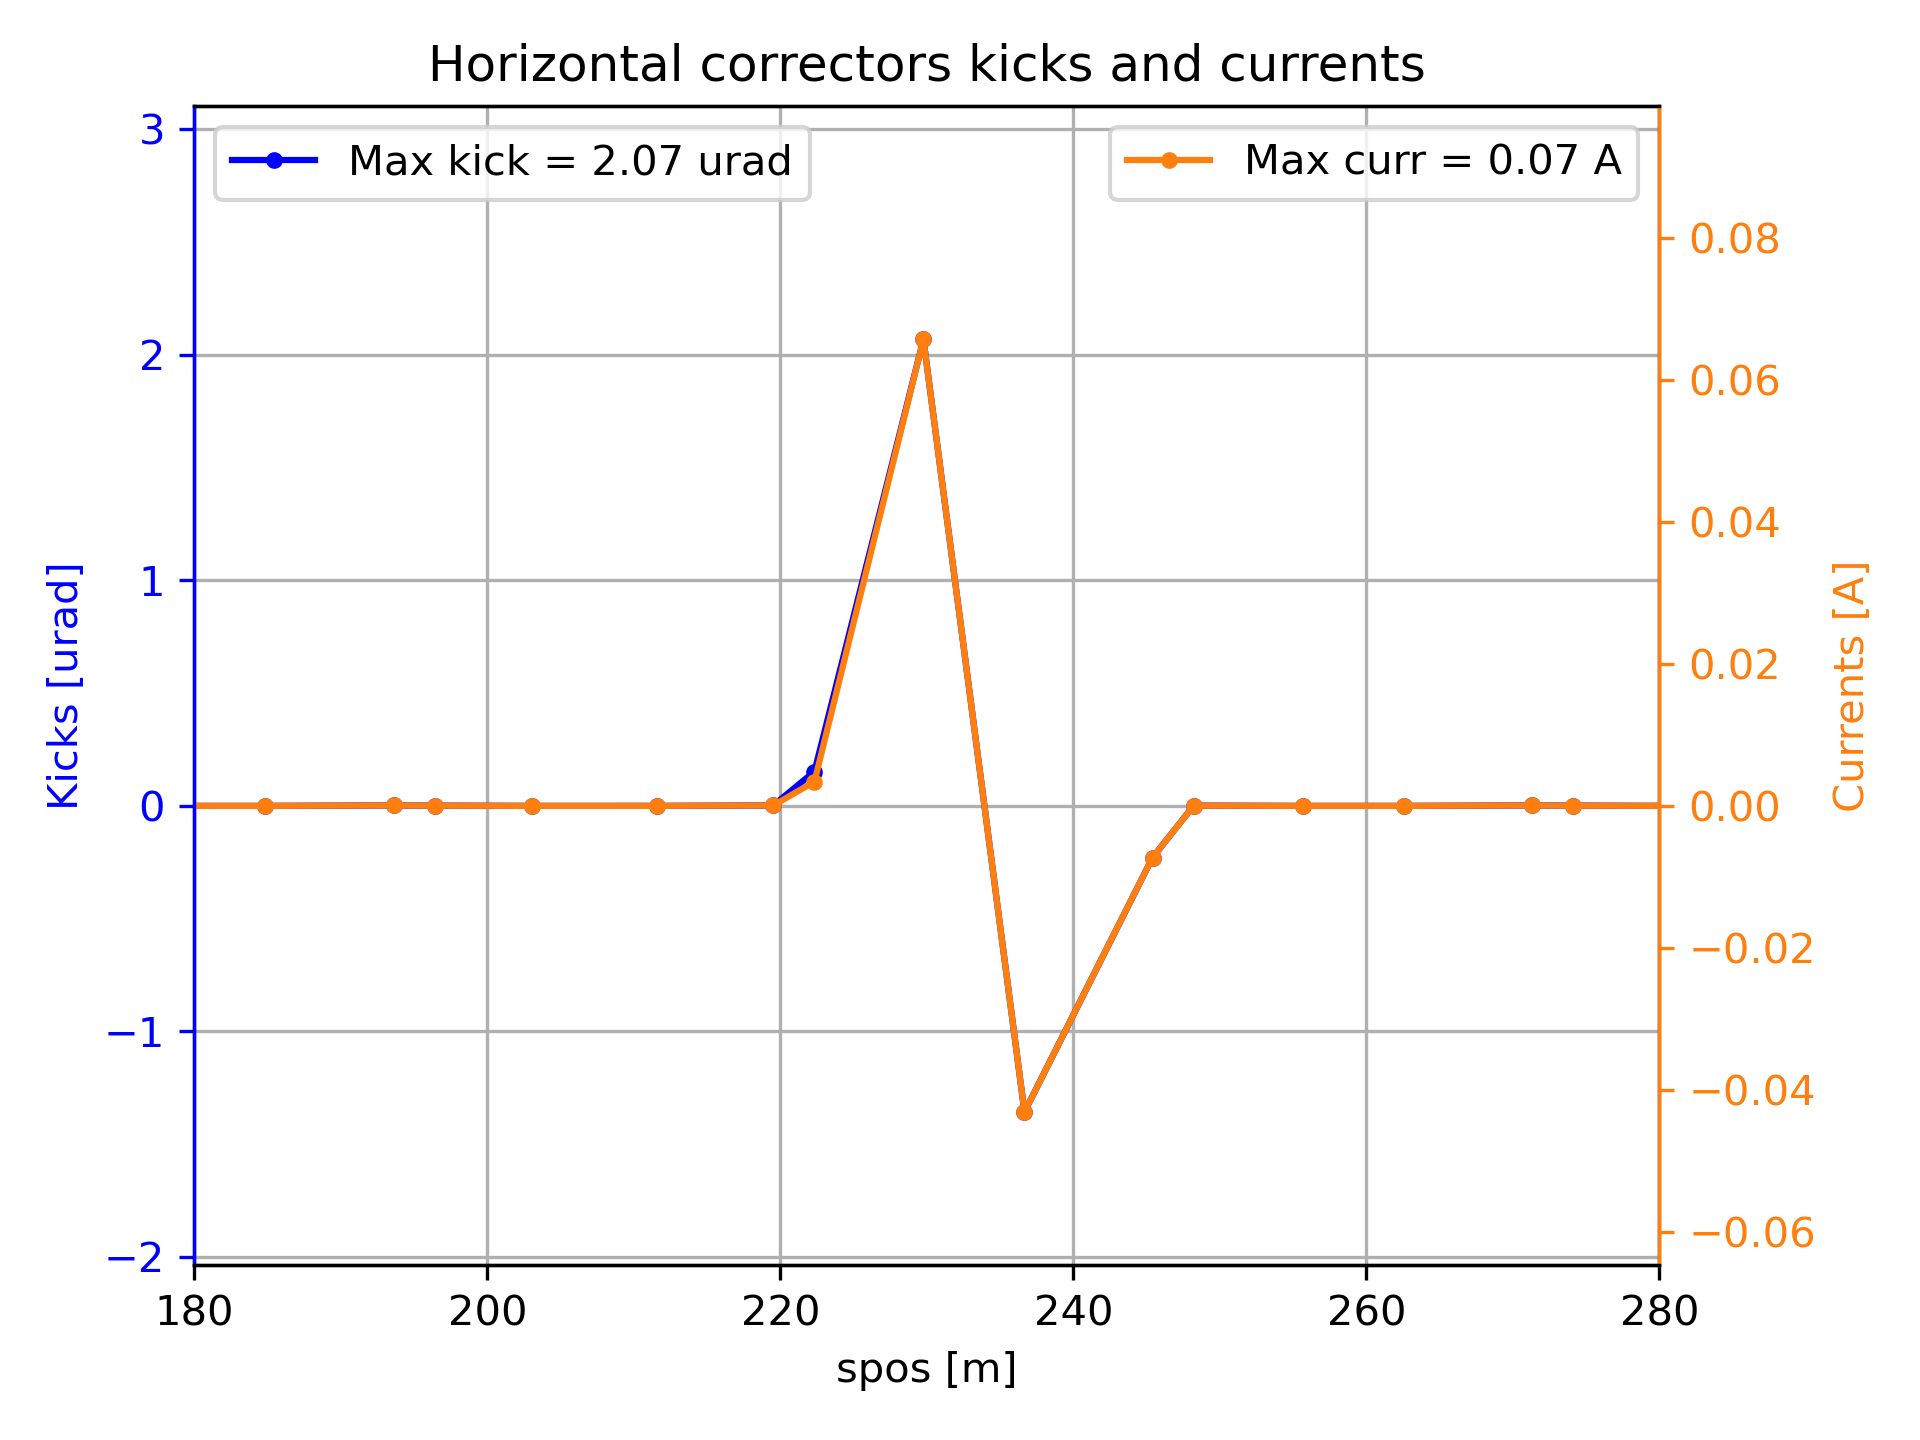 Horizontal correctors kicks and currents
Max kick = 2.07 urad
Max curr = 0.07 A
3
2
1
0
−1
−2
Kicks [urad]
0.08
0.06
0.04
0.02
0.00
−0.02
−0.04
−0.06
Currents [A]
180 200 220 240 260 280
spos [m]